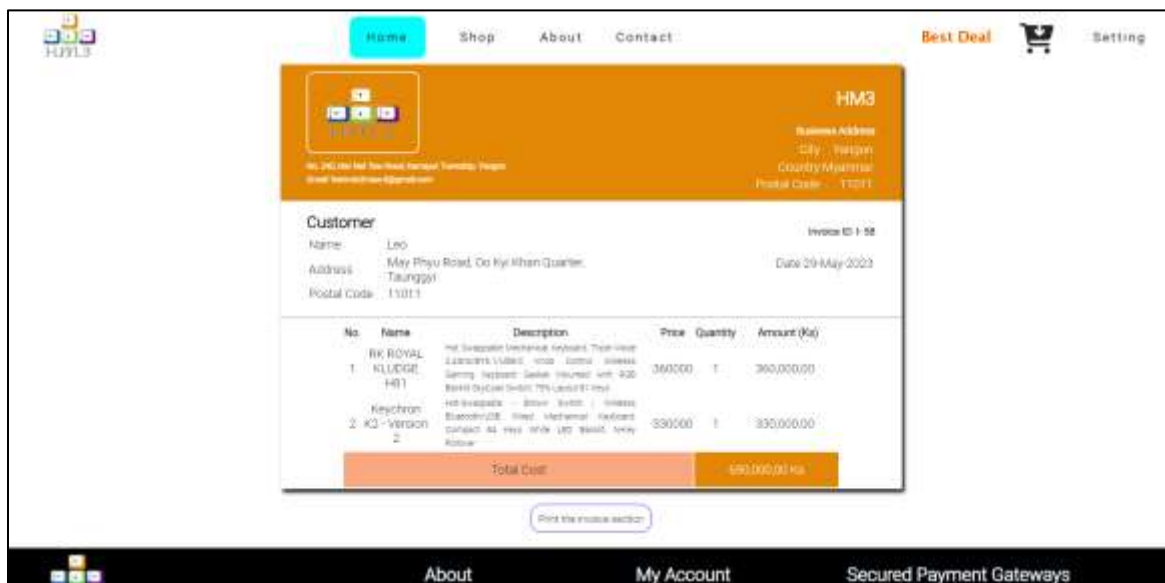 Home Shop About Contact Best Deal Setting
HM3
HM3
Business Address
City Yangon
Country Myanmar
Postal Code 11011
Customer
Invoice ID 1-58
Name Leo
Date 29-May-2023
Address May Phyu Road, Do Kyi Khan Quarter,
Taunggyi
Postal Code 11011
No. Name Description Price Quantity Amount (Ks)
1 RK ROYAL KLUDGE H81 360000 1 360,000.00
2 Keychron K3 - Version 2 330000 1 330,000.00
Total Cost 690,000.00 Ks
Print the invoice section
About My Account Secured Payment Gateways